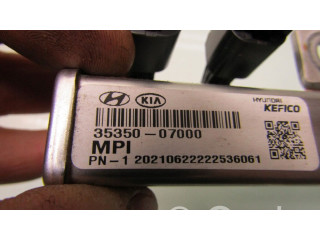 KIA
HYUNDAI
KEFICO
35350-07000
MPI
PN-1 20210622222536061